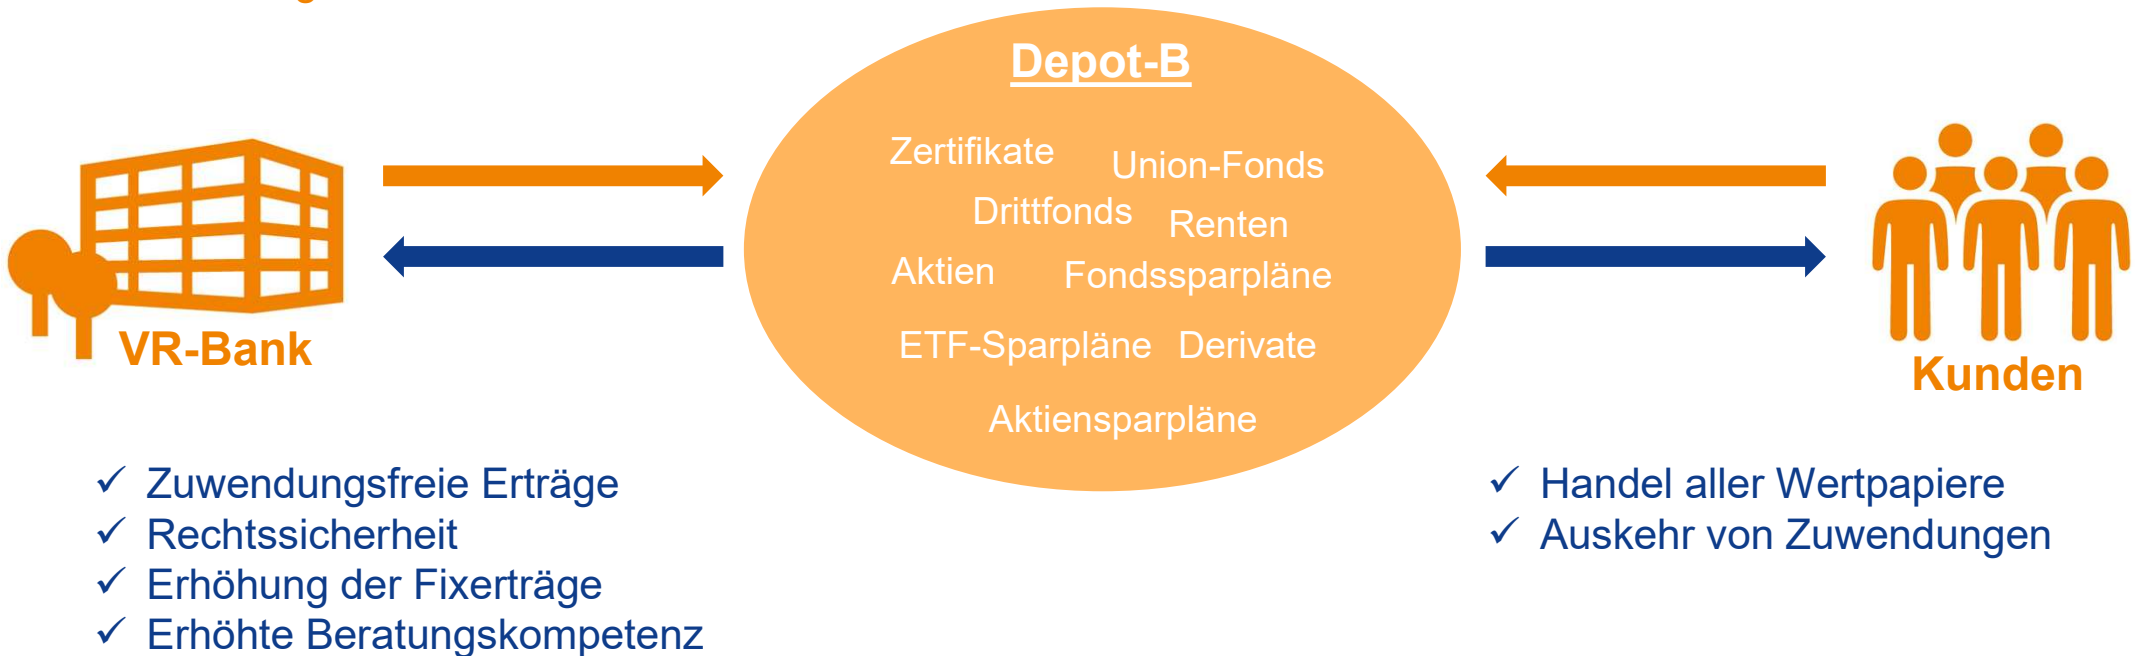 Depot-B
Zertifikate
Union-Fonds
Drittfonds
Renten
Aktien
Fondssparpläne
ETF-Sparpläne
Derivate
Aktiensparpläne
VR-Bank
Kunden
✓ Zuwendungsfreie Erträge
✓ Rechtssicherheit
✓ Erhöhung der Fixerträge
✓ Erhöhte Beratungskompetenz
✓ Handel aller Wertpapiere
✓ Auskehr von Zuwendungen